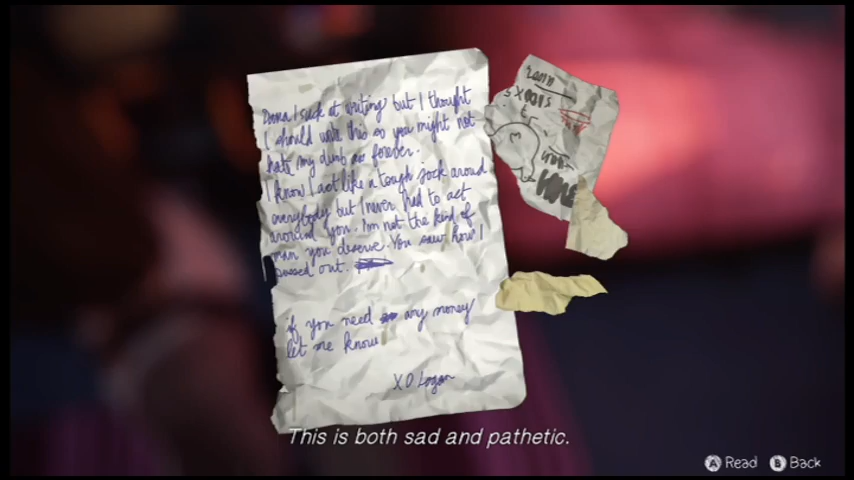 Dana I suck at writing but I thought
I should write this so you might not
hate my dumb ass forever.
I know I act like a tough jock around
everybody but I never had to act
around you. I'm not the kind of
man you deserve. You saw how I
passed out.
if you need any money
let me know
X.O Logan
This is both sad and pathetic.
A Read B Back